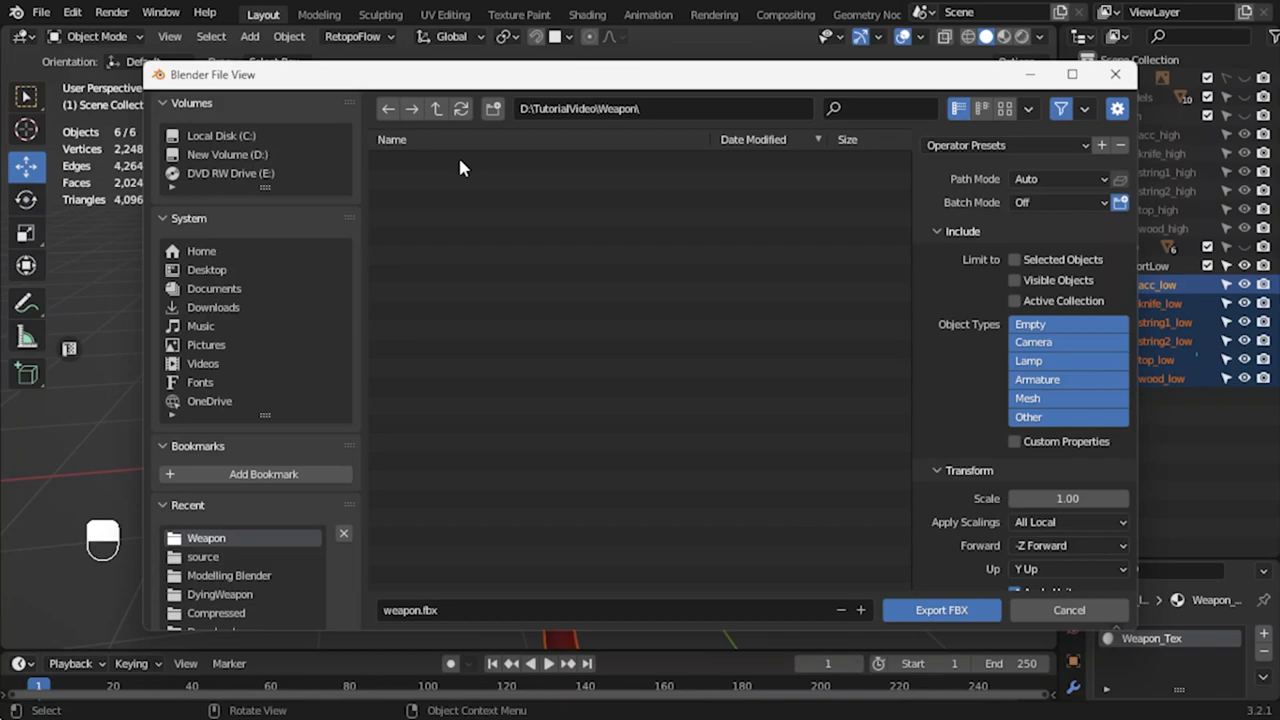 File Edit Render Window Help Layout Modeling Sculpting UV Editing Texture Paint Shading Animation Rendering Compositing Geometry Noc Scene ViewLayer
Object Mode View Select Add Object RetopoFlow Global
Orientation:
User Perspective
(1) Scene Collect
Objects 6/6
Vertices 2,248
Edges 4,264
Faces 2,024
Triangles 4,096
Blender File View
Volumes
Local Disk (C:)
New Volume (D:)
DVD RW Drive (E:)
System
Home
Desktop
Documents
Downloads
Music
Pictures
Videos
Fonts
OneDrive
Bookmarks
Add Bookmark
Recent
Weapon
source
Modelling Blender
DyingWeapon
Compressed
D:\TutorialVideo\Weapon\
Name Date Modified Size
weapon.fbx
Operator Presets
Path Mode Auto
Batch Mode Off
Include
Limit to Selected Objects
Visible Objects
Active Collection
Object Types Empty
Camera
Lamp
Armature
Mesh
Other
Custom Properties
Transform
Scale 1.00
Apply Scalings All Local
Forward -Z Forward
Up Y Up
Export FBX Cancel
Scene Collection
10
acc_high
knife_high
string1_high
string2_high
top_high
wood_high
6
ortLow
acc_low
knife_low
string1_low
string2_low
top_low
wood_low
Weapon_...
Weapon_Tex
Playback Keying View Marker 1 Start 1 End 250
1 20 40 60 80 100 120 140 160 180 200 220 240
Select Rotate View Object Context Menu 3.2.1